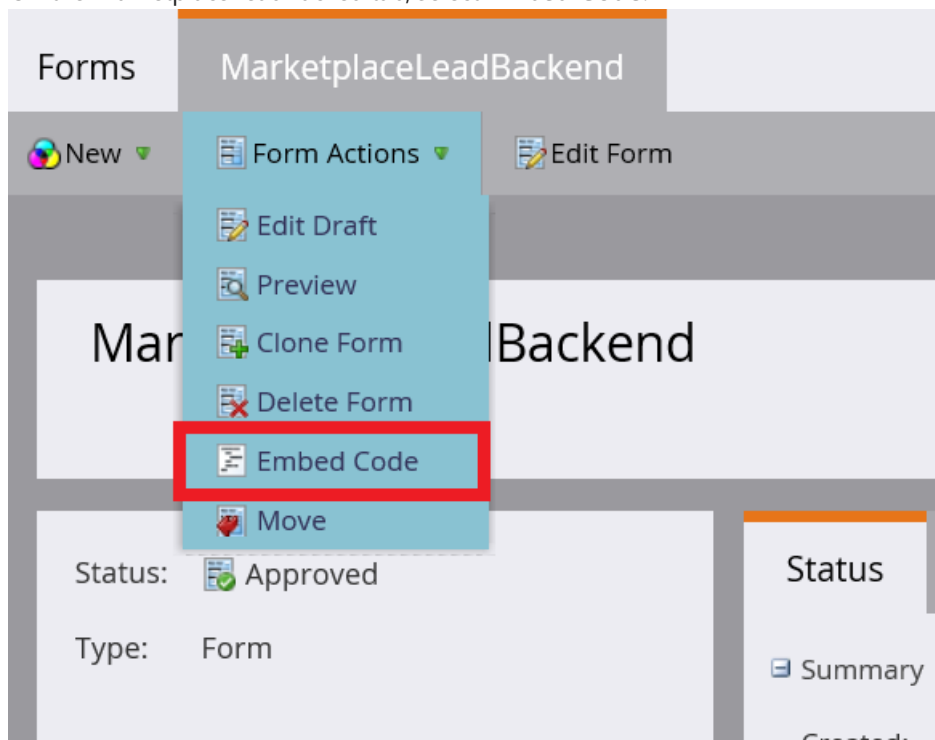 Forms MarketplaceLeadBackend
New Form Actions Edit Form
Edit Draft
Preview
Mar Backend
Clone Form
Delete Form
Embed Code
Move
Status: Approved
Type: Form
Status
Summary